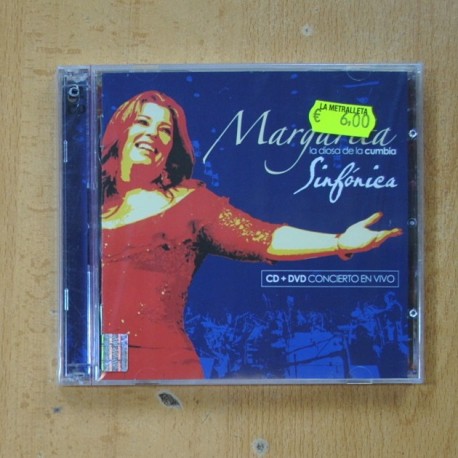 LA METRALLETA
€ 6,00
Margarita
la diosa de la cumbia
Sinfónica
CD + DVD CONCIERTO EN VIVO